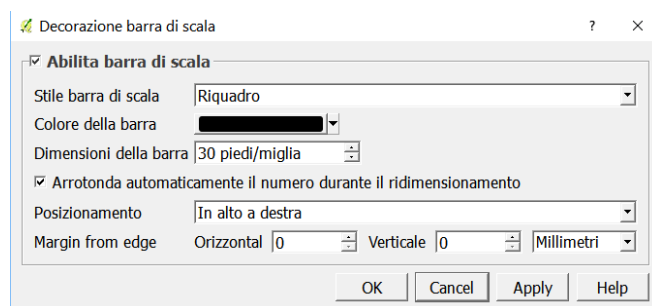 Decorazione barra di scala ?
Abilita barra di scala
Stile barra di scala Riquadro
Colore della barra
Dimensioni della barra 30 piedi/miglia
Arrotonda automaticamente il numero durante il ridimensionamento
Posizionamento In alto a destra
Margin from edge Orizzontal 0 Verticale 0 Millimetri
OK Cancel Apply Help